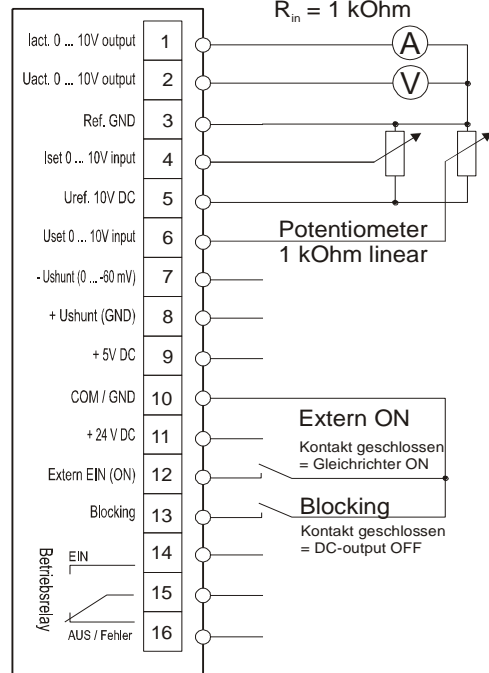 R_in = 1 kOhm
Iact. 0 ... 10V output 1
A
Uact. 0 ... 10V output 2
V
Ref. GND 3
Iset 0 ... 10V input 4
Uref. 10V DC 5
Uset 0 ... 10V input 6
Potentiometer
1 kOhm linear
- Ushunt (0 ... -60 mV) 7
+ Ushunt (GND) 8
+ 5V DC 9
COM / GND 10
+ 24 V DC 11
Extern EIN (ON) 12
Extern ON
Kontakt geschlossen
= Gleichrichter ON
Blocking 13
Blocking
Kontakt geschlossen
= DC-output OFF
Betriebsrelay
EIN
14
15
AUS / Fehler 16